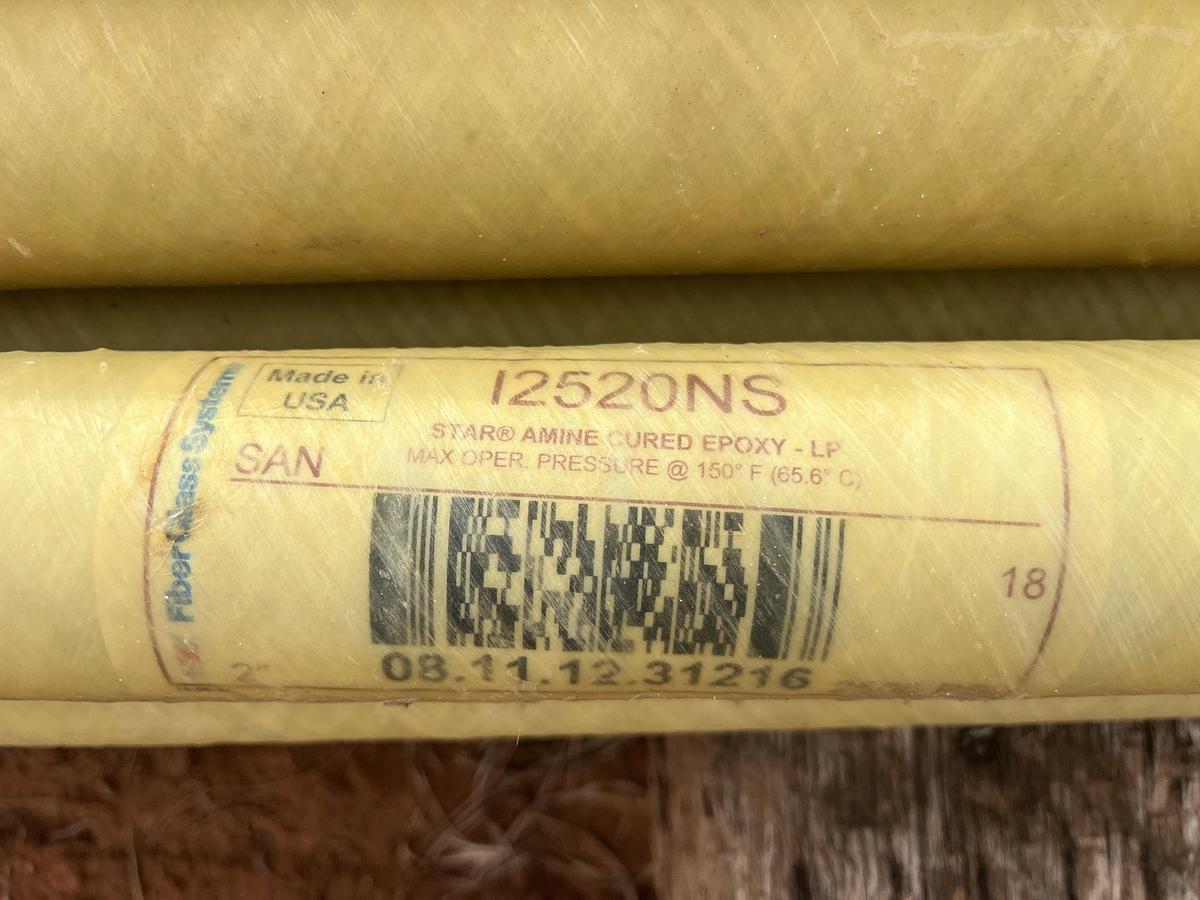 Fiber Glass Systems
Made in
USA
I2520NS
STAR® AMINE CURED EPOXY - LP
MAX OPER. PRESSURE @ 150° F (65.6° C)
SAN
18
2"
08.11.12.31216